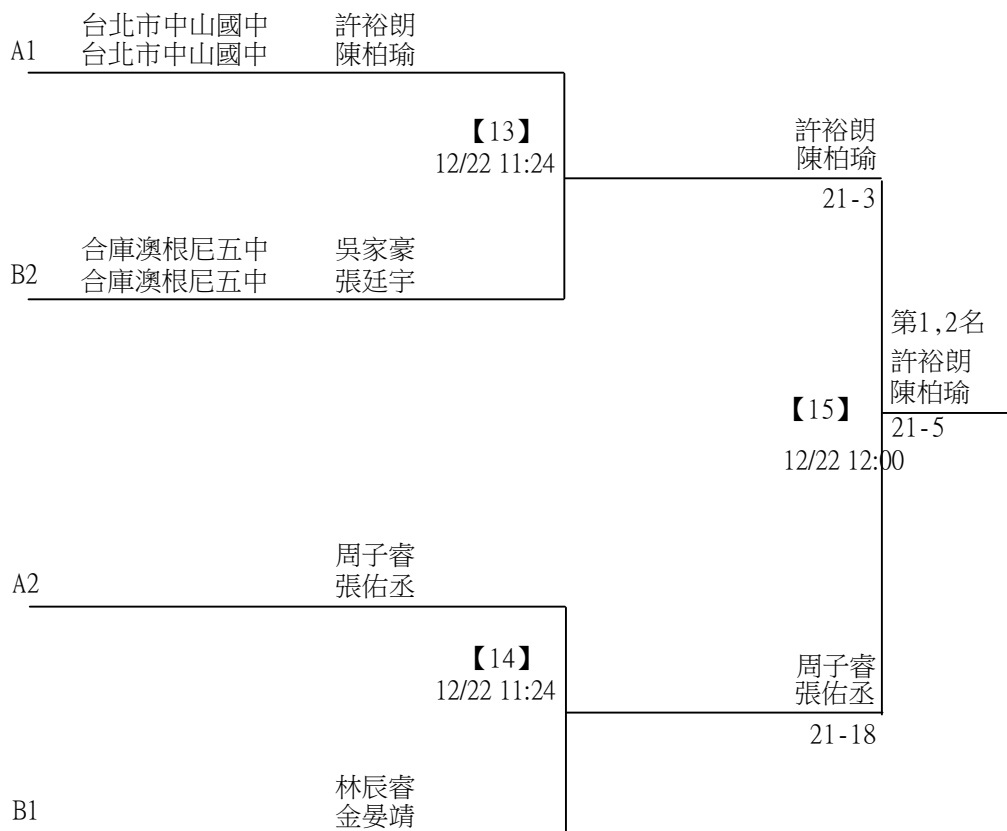 台北市中山國中 許裕朗
A1 台北市中山國中 陳柏瑜
【13】
12/22 11:24
許裕朗
陳柏瑜
21-3
合庫澳根尼五中 吳家豪
B2 合庫澳根尼五中 張廷宇
第1,2名
許裕朗
陳柏瑜
【15】
21-5
12/22 12:00
周子睿
A2 張佑丞
【14】
12/22 11:24
周子睿
張佑丞
21-18
林辰睿
B1 金晏靖